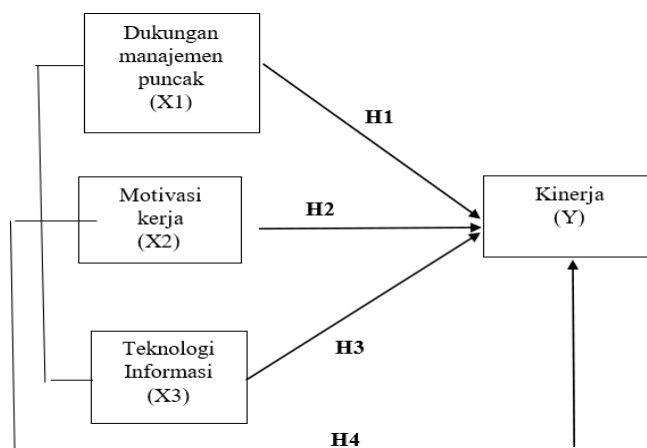 Dukungan
manajemen
puncak
(X1)
H1
Motivasi
kerja
(X2)
H2
Kinerja
(Y)
Teknologi
Informasi
(X3)
H3
H4